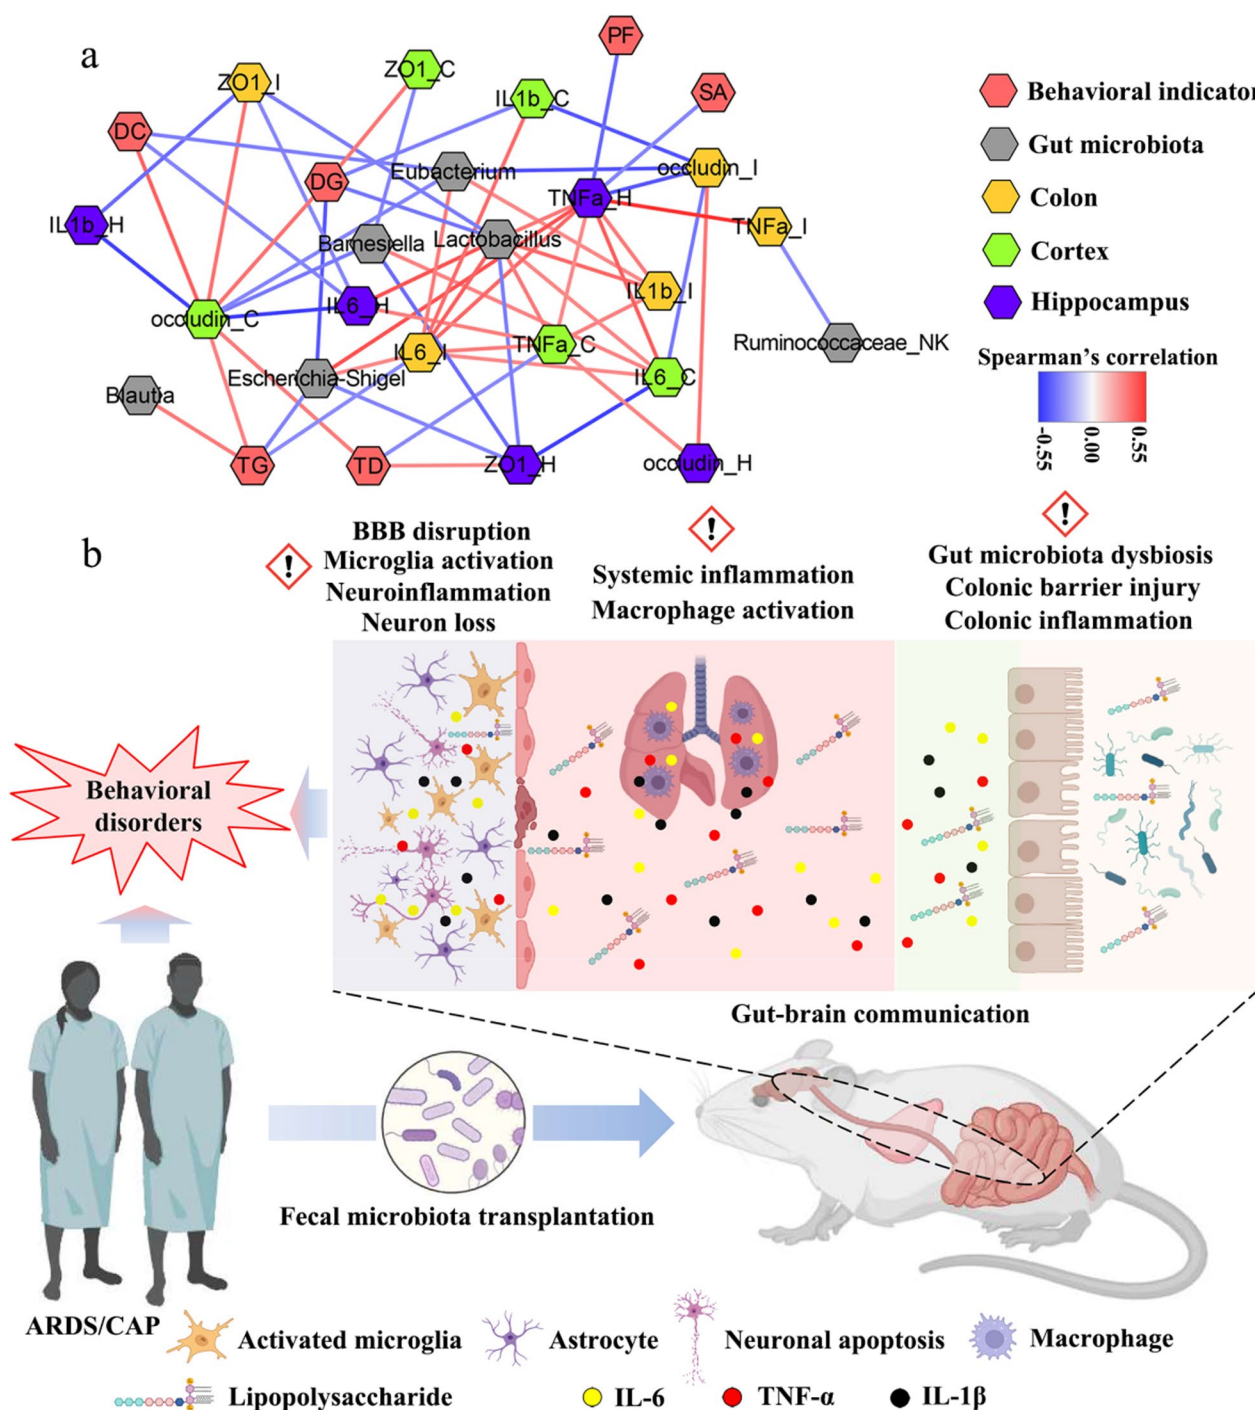 a
PF
ZO1_C
ZO1_I
IL1b_C
SA
DC
Eubacterium
occludin_I
DG
TNFa_H
IL1b_H
TNFa_I
Barnesiella
Lactobacillus
IL1b_I
IL6_H
occludin_C
TNFa_C
Ruminococcaceae_NK
IL6_I
Escherichia-Shigel
IL6_C
Blautia
TG
TD
ZO1_H
occludin_H
Behavioral indicator
Gut microbiota
Colon
Cortex
Hippocampus
Spearman's correlation
-0.55
0.00
0.55
b
!
BBB disruption
Microglia activation
Neuroinflammation
Neuron loss
!
Systemic inflammation
Macrophage activation
!
Gut microbiota dysbiosis
Colonic barrier injury
Colonic inflammation
Behavioral
disorders
Gut-brain communication
Fecal microbiota transplantation
ARDS/CAP
Activated microglia
Astrocyte
Neuronal apoptosis
Macrophage
Lipopolysaccharide
IL-6
TNF-α
IL-1β